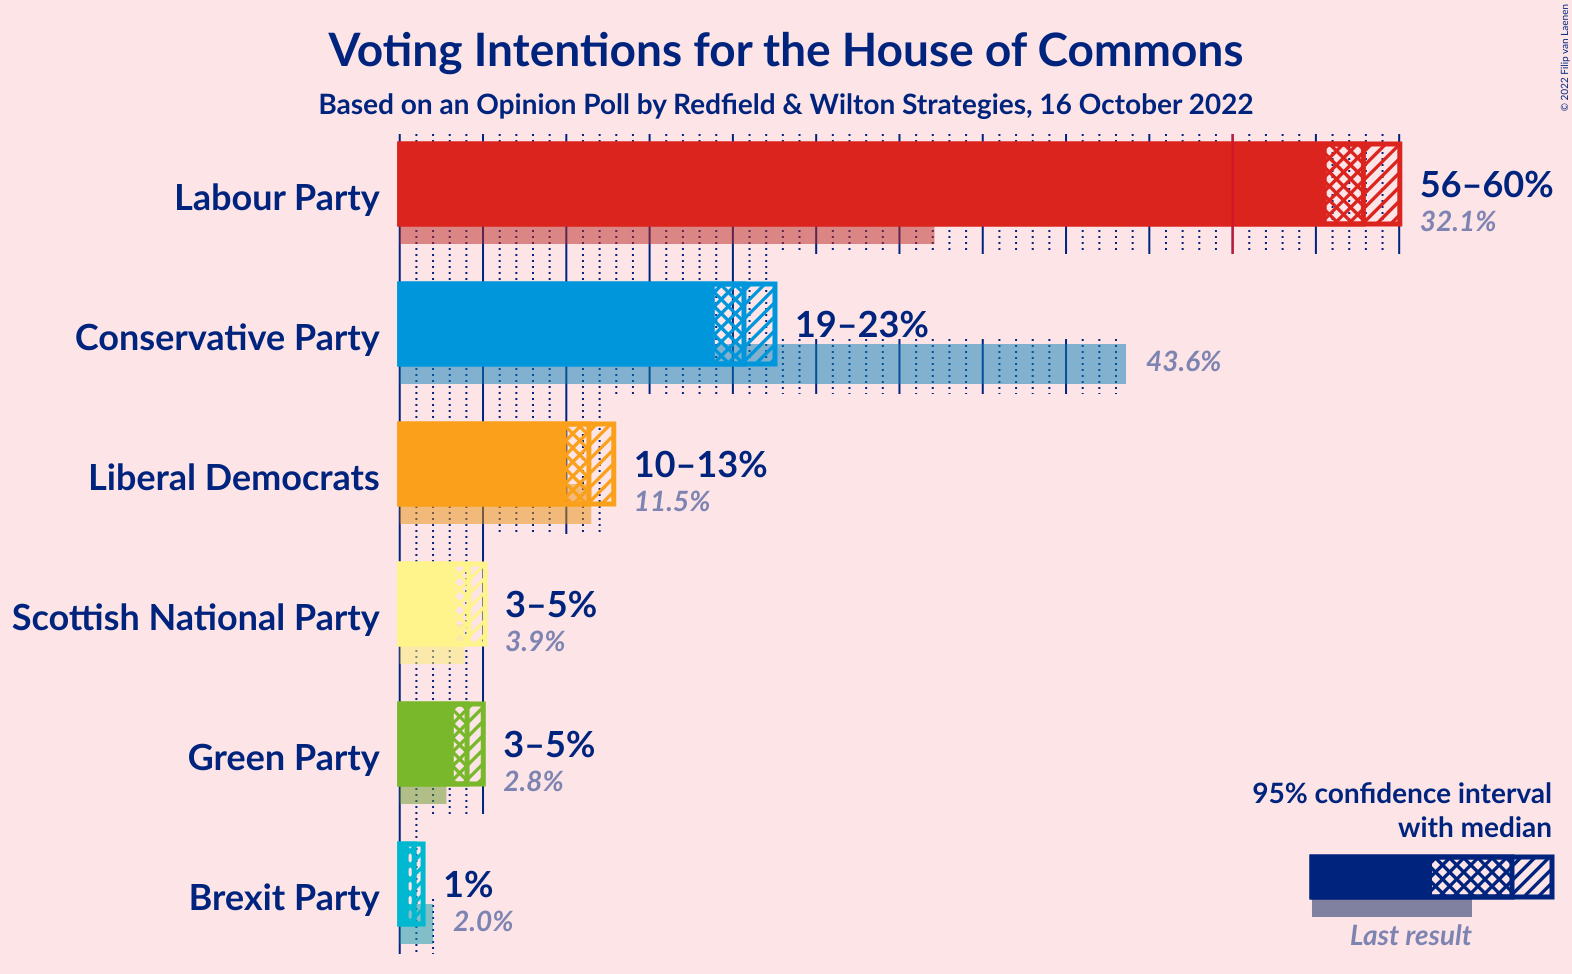 Voting Intentions for the House of Commons
Based on an Opinion Poll by Redfield & Wilton Strategies, 16 October 2022
© 2022 Filip van Laenen
Labour Party
56–60%
32.1%
Conservative Party
19–23%
43.6%
Liberal Democrats
10–13%
11.5%
Scottish National Party
3–5%
3.9%
Green Party
3–5%
2.8%
Brexit Party
1%
2.0%
95% confidence interval
with median
Last result